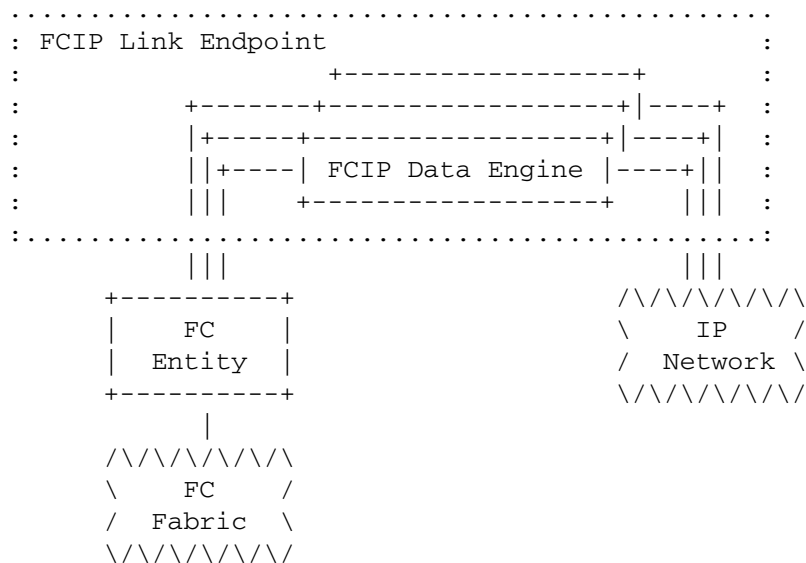 FCIP Link Endpoint
FCIP Data Engine
FC
IP
Entity
Network
FC
Fabric